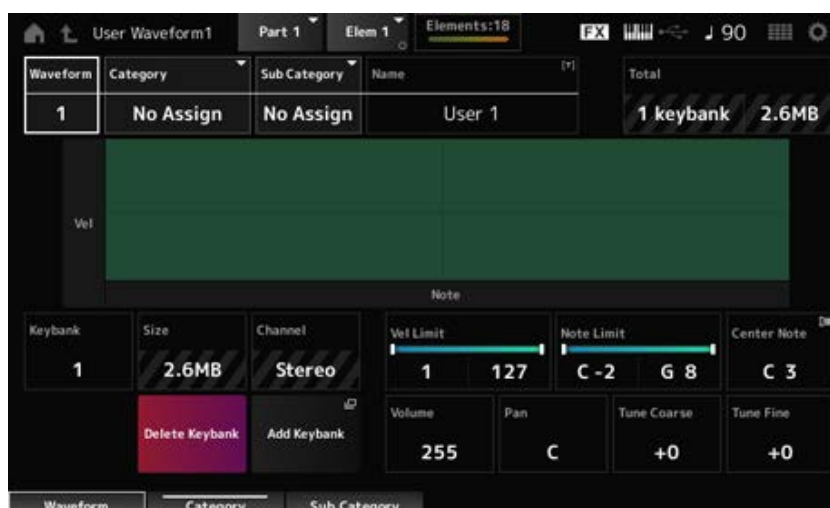 User Waveform1 Part 1 Elem 1 Elements:18 FX 90
Waveform Category Sub Category Name [T] Total
1 No Assign No Assign User 1 1 keybank 2.6MB
Vel
Note
Keybank Size Channel Vel Limit Note Limit Center Note
1 2.6MB Stereo 1 127 C -2 G 8 C 3
Delete Keybank Add Keybank Volume Pan Tune Coarse Tune Fine
255 C +0 +0
Waveform Category Sub Category